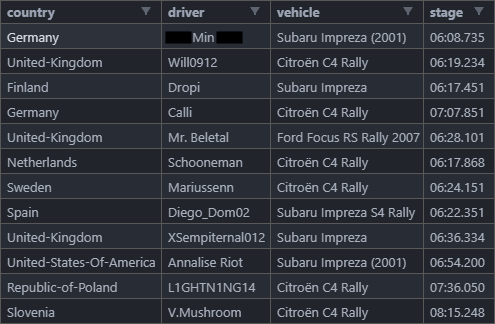 country driver vehicle stage
Germany Min Subaru Impreza (2001) 06:08.735
United-Kingdom Will0912 Citroën C4 Rally 06:19.234
Finland Dropi Subaru Impreza 06:17.451
Germany Calli Citroën C4 Rally 07:07.851
United-Kingdom Mr. Beletal Ford Focus RS Rally 2007 06:28.101
Netherlands Schooneman Citroën C4 Rally 06:17.868
Sweden Mariussenn Citroën C4 Rally 06:24.151
Spain Diego_Dom02 Subaru Impreza S4 Rally 06:22.351
United-Kingdom XSempiternal012 Subaru Impreza 06:36.334
United-States-Of-America Annalise Riot Subaru Impreza (2001) 06:54.200
Republic-of-Poland L1GHTN1NG14 Citroën C4 Rally 07:36.050
Slovenia V.Mushroom Citroën C4 Rally 08:15.248